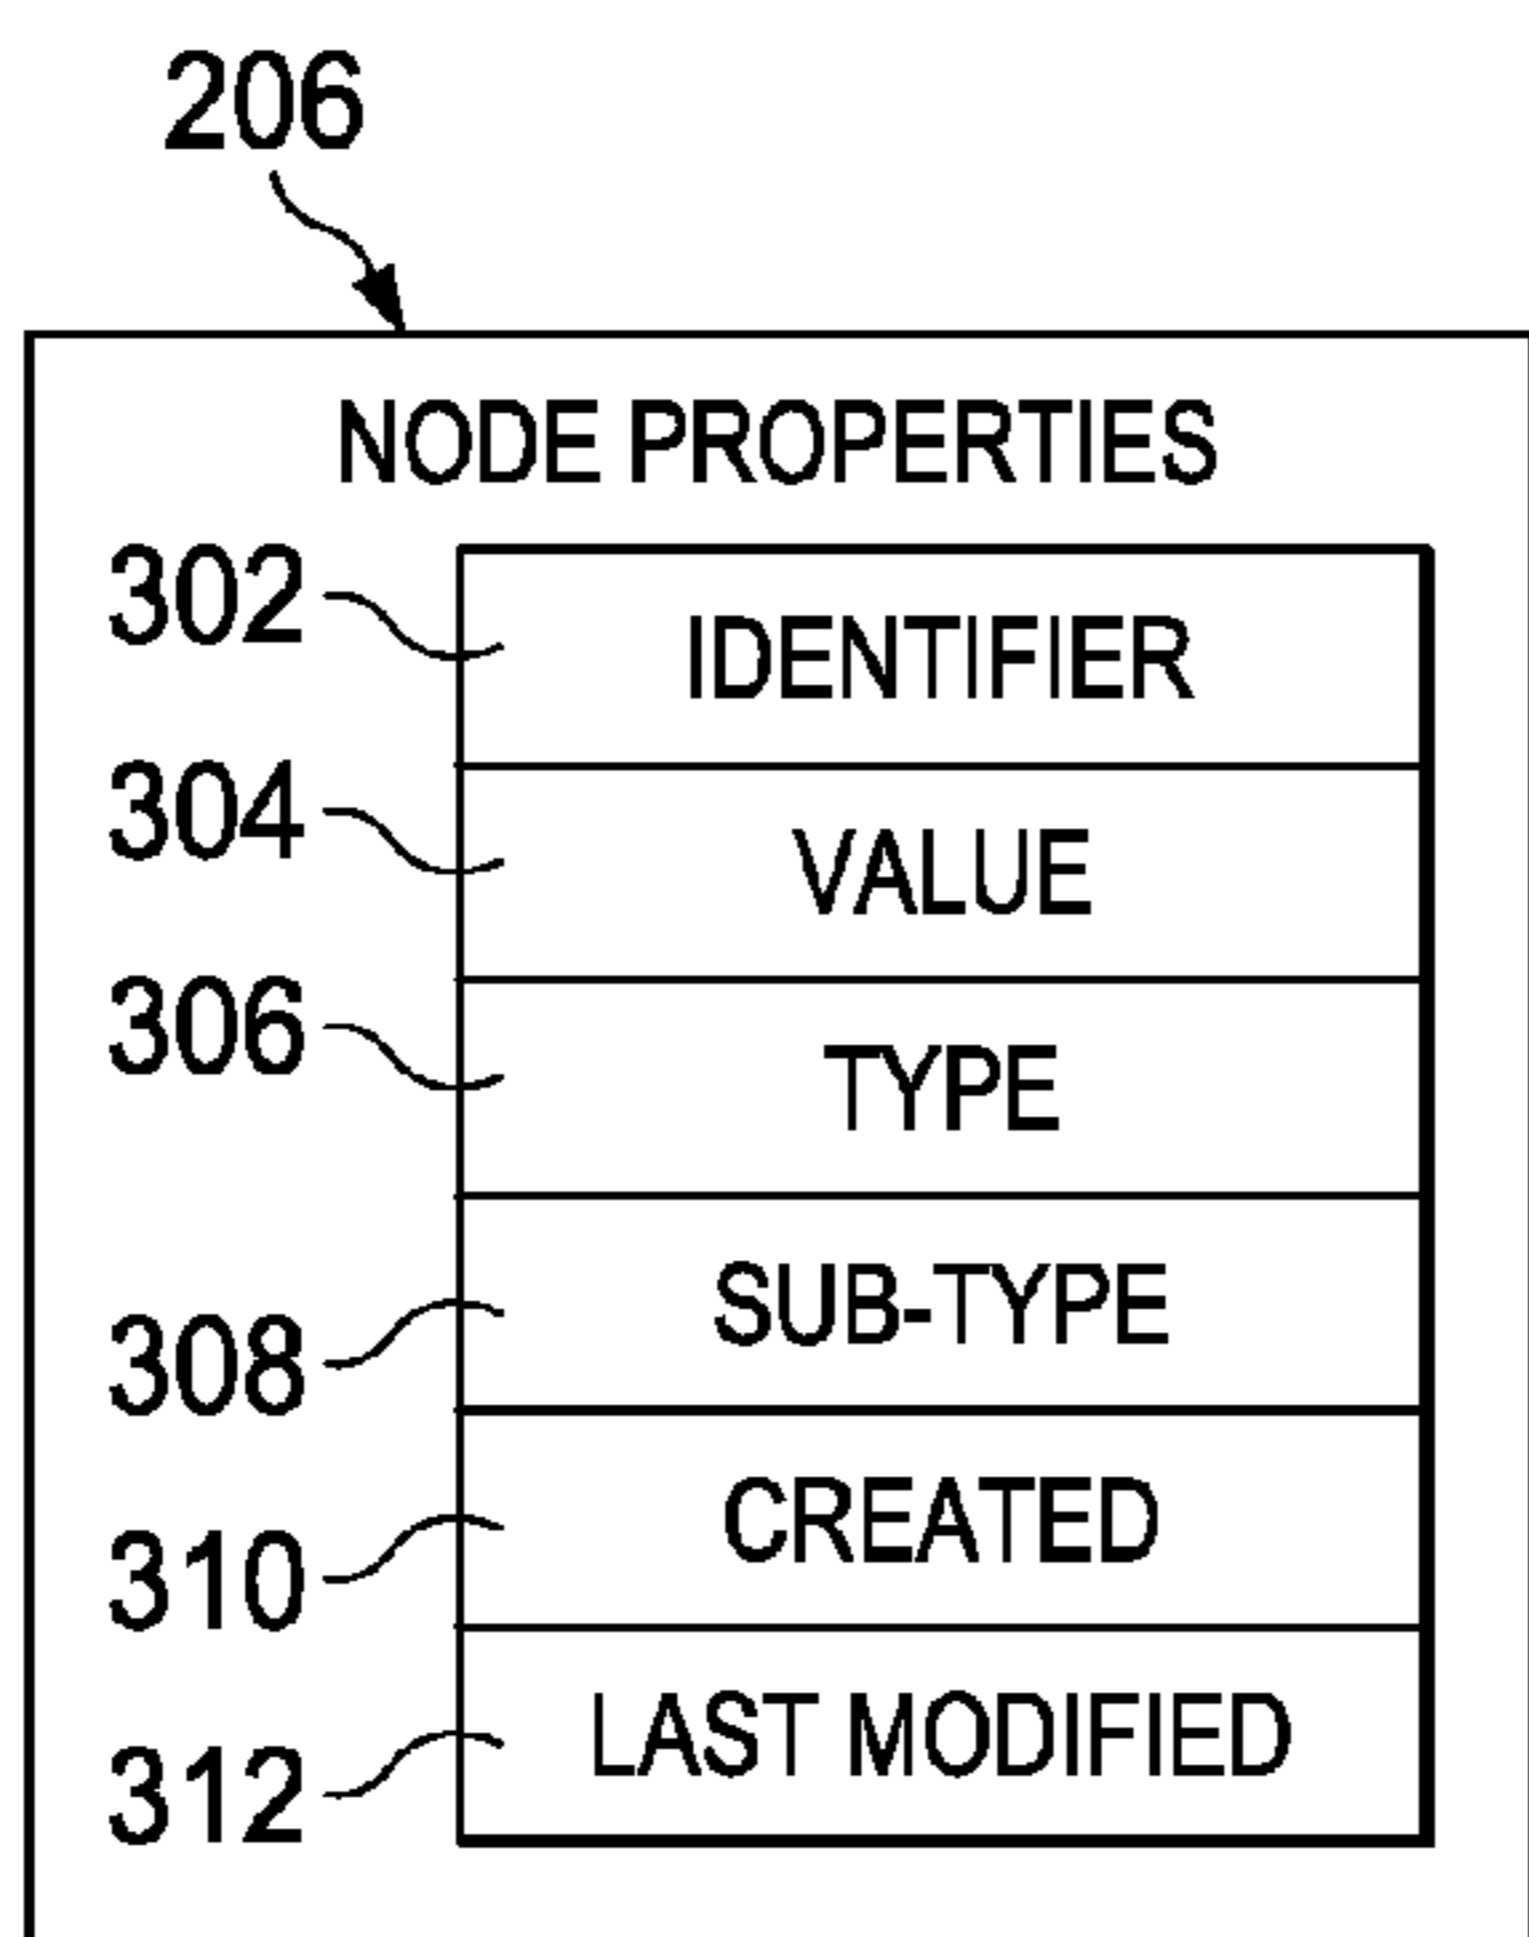 206
NODE PROPERTIES
302 IDENTIFIER
304 VALUE
306 TYPE
308 SUB-TYPE
310 CREATED
312 LAST MODIFIED